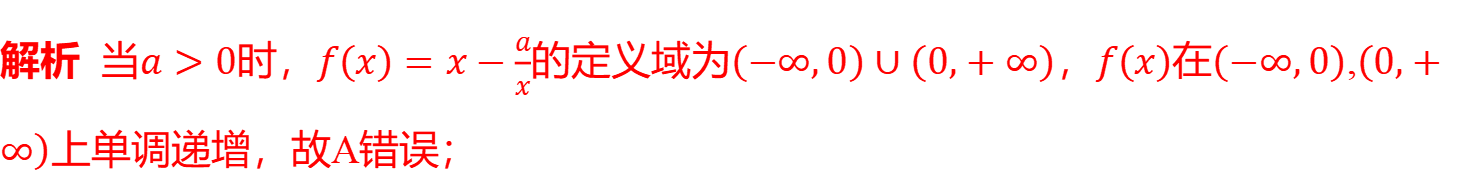 解析 当a > 0时，f(x) = x − a/x的定义域为(−∞,0) ∪ (0,+∞)，f(x)在(−∞,0),(0,+
∞)上单调递增，故A错误；